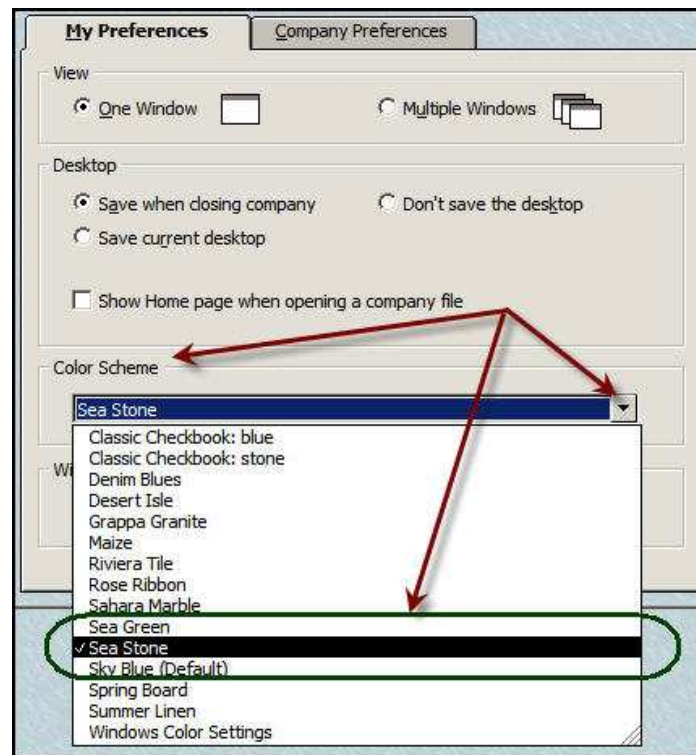 My Preferences
Company Preferences
View
One Window
Multiple Windows
Desktop
Save when closing company
Don't save the desktop
Save current desktop
Show Home page when opening a company file
Color Scheme
Sea Stone
Classic Checkbook: blue
Classic Checkbook: stone
Denim Blues
Desert Isle
Grappa Granite
Maize
Riviera Tile
Rose Ribbon
Sahara Marble
Sea Green
✓ Sea Stone
Sky Blue (Default)
Spring Board
Summer Linen
Windows Color Settings